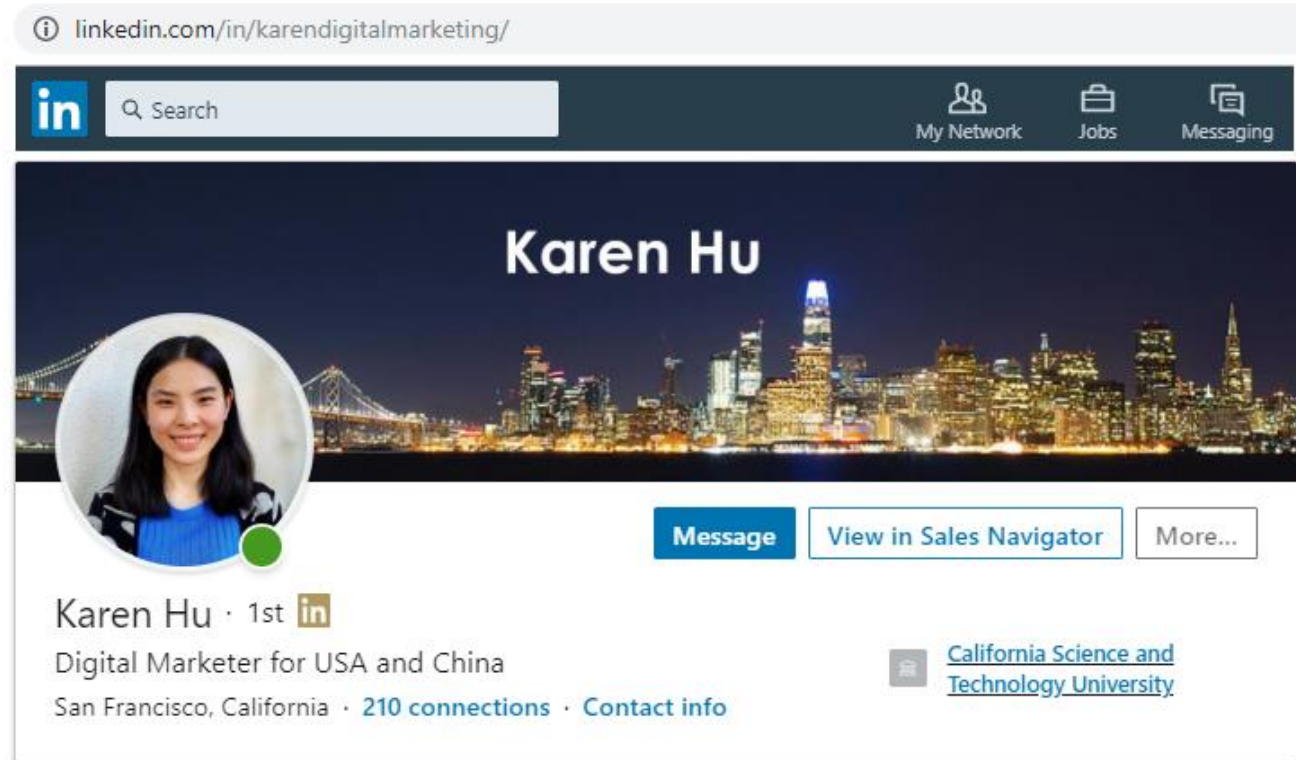 linkedin.com/in/karendigitalmarketing/
in
Search
My Network
Jobs
Messaging
Karen Hu
Message
View in Sales Navigator
More...
Karen Hu · 1st in
Digital Marketer for USA and China
San Francisco, California · 210 connections · Contact info
California Science and
Technology University